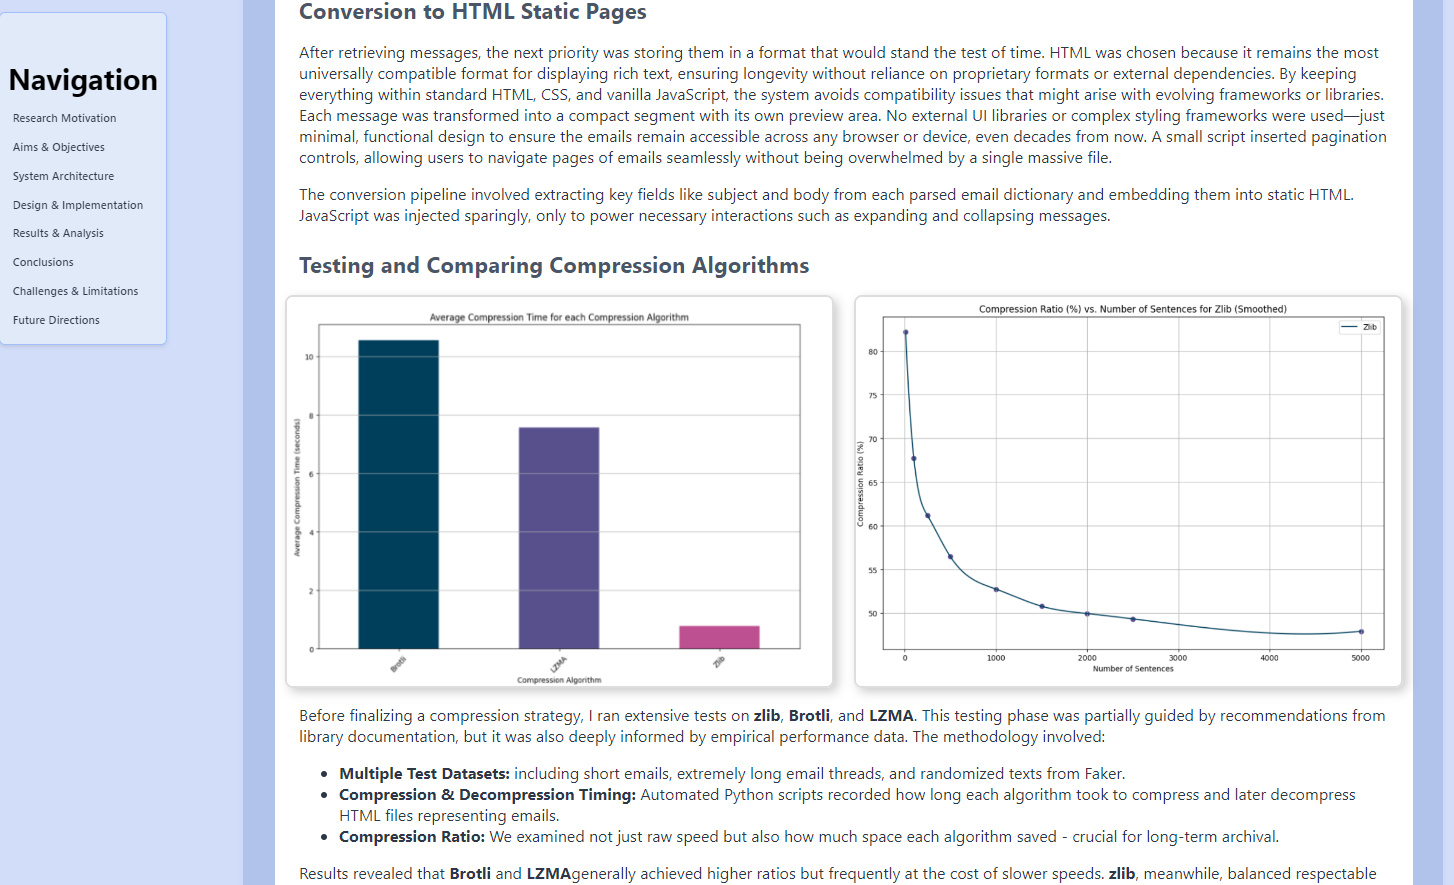 Navigation
Research Motivation
Aims & Objectives
System Architecture
Design & Implementation
Results & Analysis
Conclusions
Challenges & Limitations
Future Directions
Conversion to HTML Static Pages
After retrieving messages, the next priority was storing them in a format that would stand the test of time. HTML was chosen because it remains the most
universally compatible format for displaying rich text, ensuring longevity without reliance on proprietary formats or external dependencies. By keeping
everything within standard HTML, CSS, and vanilla JavaScript, the system avoids compatibility issues that might arise with evolving frameworks or libraries.
Each message was transformed into a compact segment with its own preview area. No external UI libraries or complex styling frameworks were used—just
minimal, functional design to ensure the emails remain accessible across any browser or device, even decades from now. A small script inserted pagination
controls, allowing users to navigate pages of emails seamlessly without being overwhelmed by a single massive file.
The conversion pipeline involved extracting key fields like subject and body from each parsed email dictionary and embedding them into static HTML.
JavaScript was injected sparingly, only to power necessary interactions such as expanding and collapsing messages.
Testing and Comparing Compression Algorithms
Average Compression Time for each Compression Algorithm
Average Compression Time (seconds)
10
8
6
4
2
0
Brotli
LZMA
Zlib
Compression Algorithm
Compression Ratio (%) vs. Number of Sentences for Zlib (Smoothed)
Zlib
Compression Ratio (%)
80
75
70
65
60
55
50
0
1000
2000
3000
4000
5000
Number of Sentences
Before finalizing a compression strategy, I ran extensive tests on zlib, Brotli, and LZMA. This testing phase was partially guided by recommendations from
library documentation, but it was also deeply informed by empirical performance data. The methodology involved:
• Multiple Test Datasets: including short emails, extremely long email threads, and randomized texts from Faker.
• Compression & Decompression Timing: Automated Python scripts recorded how long each algorithm took to compress and later decompress
HTML files representing emails.
• Compression Ratio: We examined not just raw speed but also how much space each algorithm saved - crucial for long-term archival.
Results revealed that Brotli and LZMAgenerally achieved higher ratios but frequently at the cost of slower speeds. zlib, meanwhile, balanced respectable